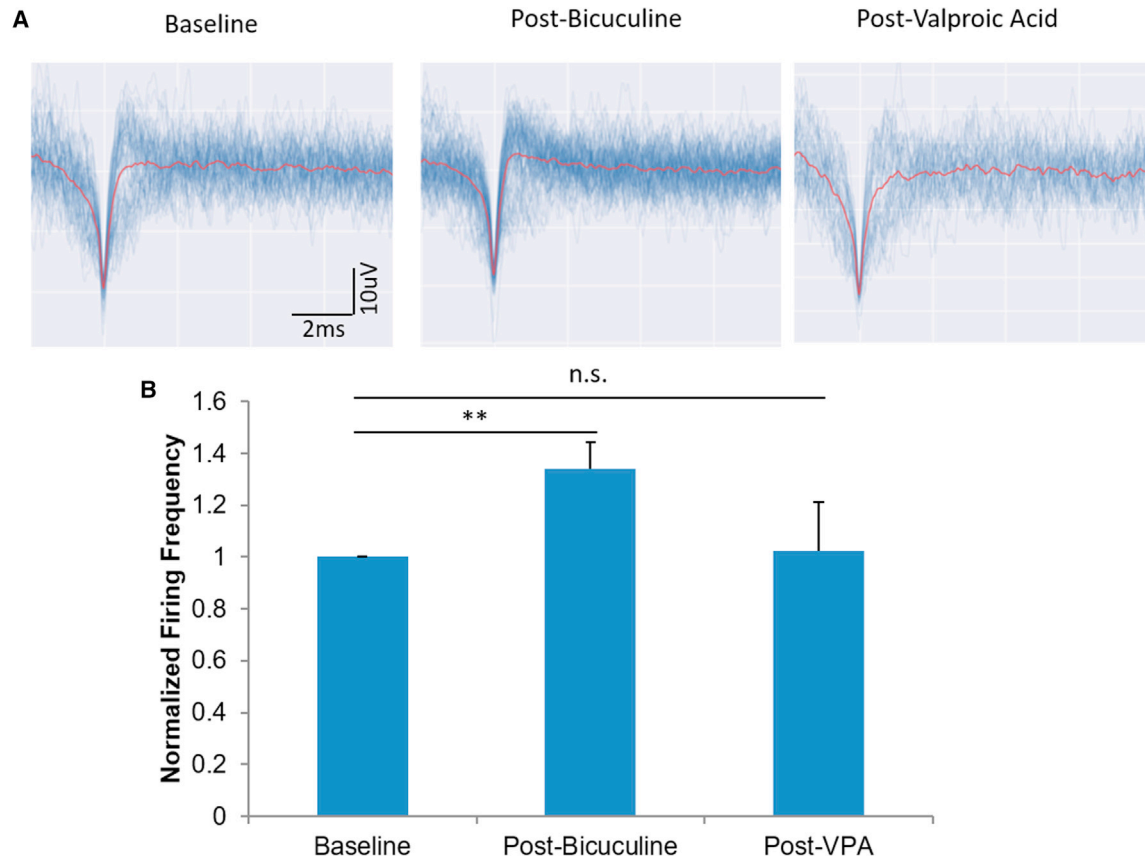 A
Baseline
Post-Bicuculine
Post-Valproic Acid
10uV
2ms
B
n.s.
**
Normalized Firing Frequency
1.6
1.4
1.2
1
0.8
0.6
0.4
0.2
0
Baseline
Post-Bicuculine
Post-VPA